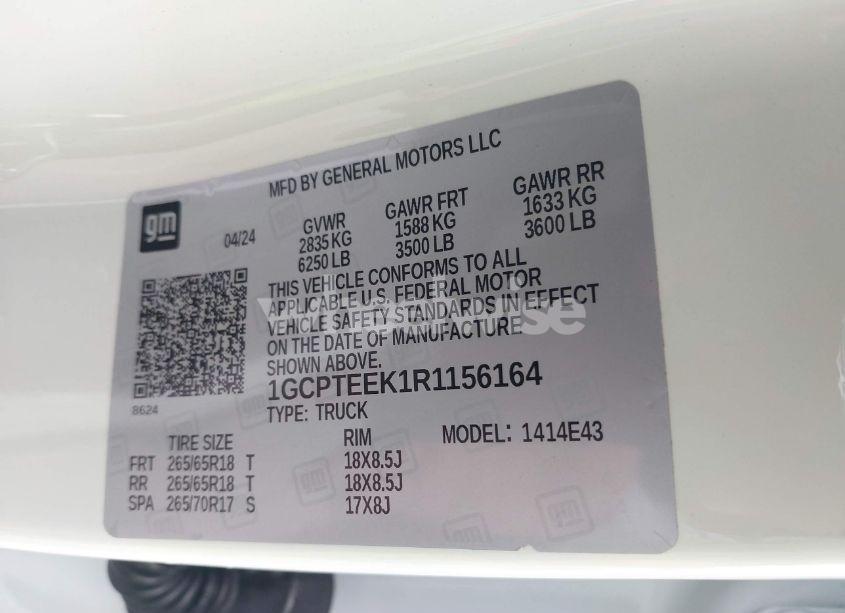 MFD BY GENERAL MOTORS LLC
gm
04/24
GVWR
2835 KG
6250 LB
GAWR FRT
1588 KG
3500 LB
GAWR RR
1633 KG
3600 LB
THIS VEHICLE CONFORMS TO ALL
APPLICABLE U.S. FEDERAL MOTOR
VEHICLE SAFETY STANDARDS IN EFFECT
ON THE DATE OF MANUFACTURE
SHOWN ABOVE.
1GCPTEEK1R1156164
8624
TYPE: TRUCK
MODEL: 1414E43
TIRE SIZE RIM
FRT 265/65R18 T 18X8.5J
RR 265/65R18 T 18X8.5J
SPA 265/70R17 S 17X8J